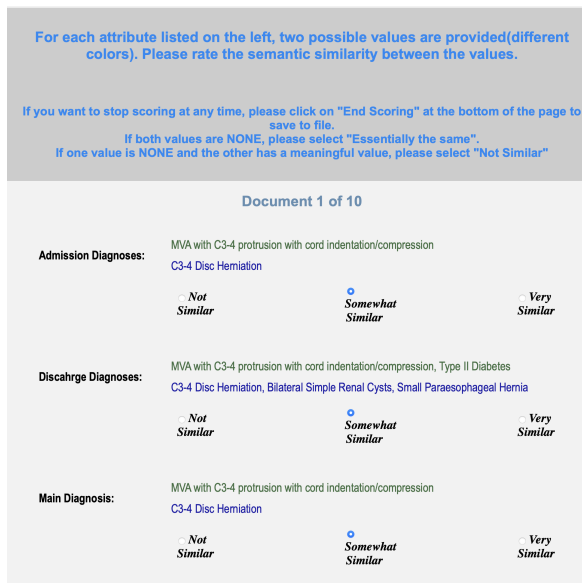 For each attribute listed on the left, two possible values are provided(different
colors). Please rate the semantic similarity between the values.
If you want to stop scoring at any time, please click on "End Scoring" at the bottom of the page to
save to file.
If both values are NONE, please select "Essentially the same".
If one value is NONE and the other has a meaningful value, please select "Not Similar"
Document 1 of 10
MVA with C3-4 protrusion with cord indentation/compression
Admission Diagnoses:
C3-4 Disc Herniation
Not Somewhat Very
Similar Similar Similar
MVA with C3-4 protrusion with cord indentation/compression, Type II Diabetes
Discahrge Diagnoses:
C3-4 Disc Herniation, Bilateral Simple Renal Cysts, Small Paraesophageal Hernia
Not Somewhat Very
Similar Similar Similar
MVA with C3-4 protrusion with cord indentation/compression
Main Diagnosis:
C3-4 Disc Herniation
Not Somewhat Very
Similar Similar Similar